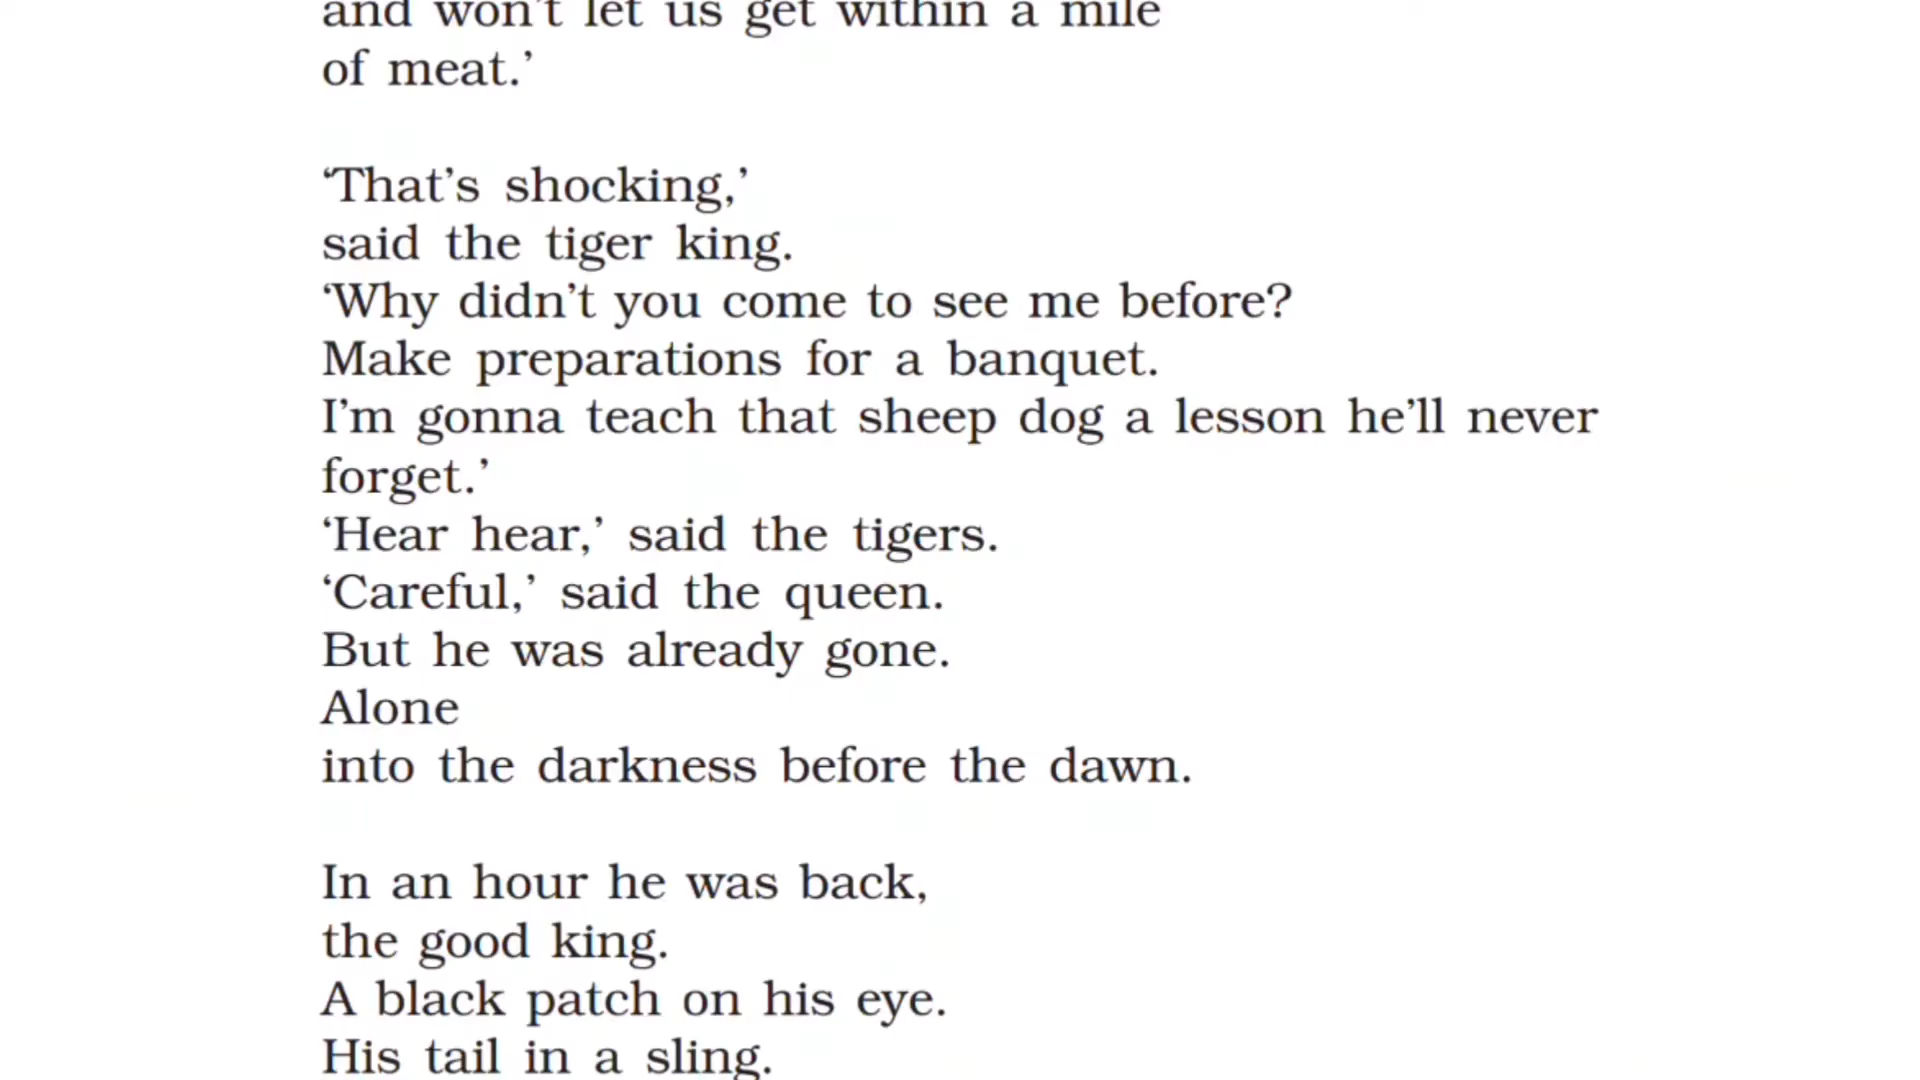 and won’t let us get within a mile
of meat.’
‘That’s shocking,’
said the tiger king.
‘Why didn’t you come to see me before?
Make preparations for a banquet.
I’m gonna teach that sheep dog a lesson he’ll never
forget.’
‘Hear hear,’ said the tigers.
‘Careful,’ said the queen.
But he was already gone.
Alone
into the darkness before the dawn.
In an hour he was back,
the good king.
A black patch on his eye.
His tail in a sling.